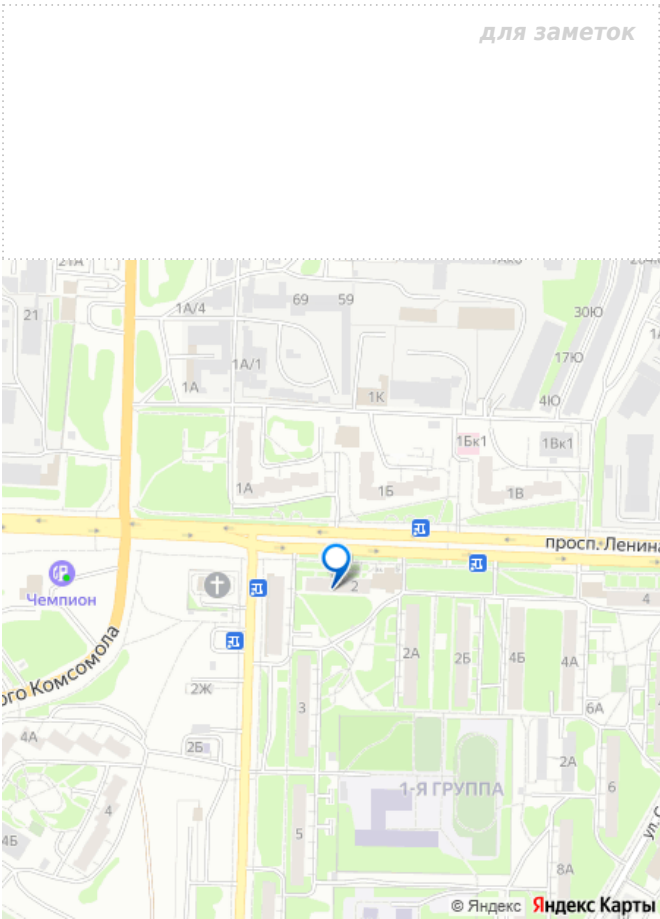 для заметок
21А
1А/4
69
59
21
30Ю
1А/1
17Ю
1А
1К
4Ю
1Бк1
1Вк1
1А
1Б
1В
просп. Ленина
Чемпион
2
4
ого Комсомола
2А
2Б
4Б
4А
2Ж
3
6А
4А
2Б
2А
1-Я ГРУППА
6
4
4Б
5
ул. С
8А
© Яндекс
Яндекс Карты